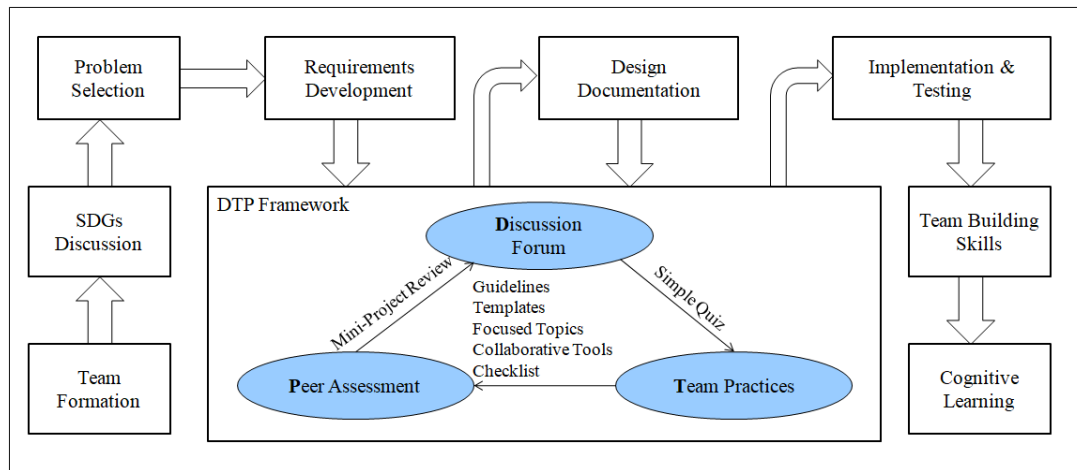 Problem
Selection
Requirements
Development
Design
Documentation
Implementation &
Testing
SDGs
Discussion
Team
Formation
DTP Framework
Discussion
Forum
Mini-Project Review
Simple Quiz
Guidelines
Templates
Focused Topics
Collaborative Tools
Checklist
Peer Assessment
Team Practices
Team Building
Skills
Cognitive
Learning